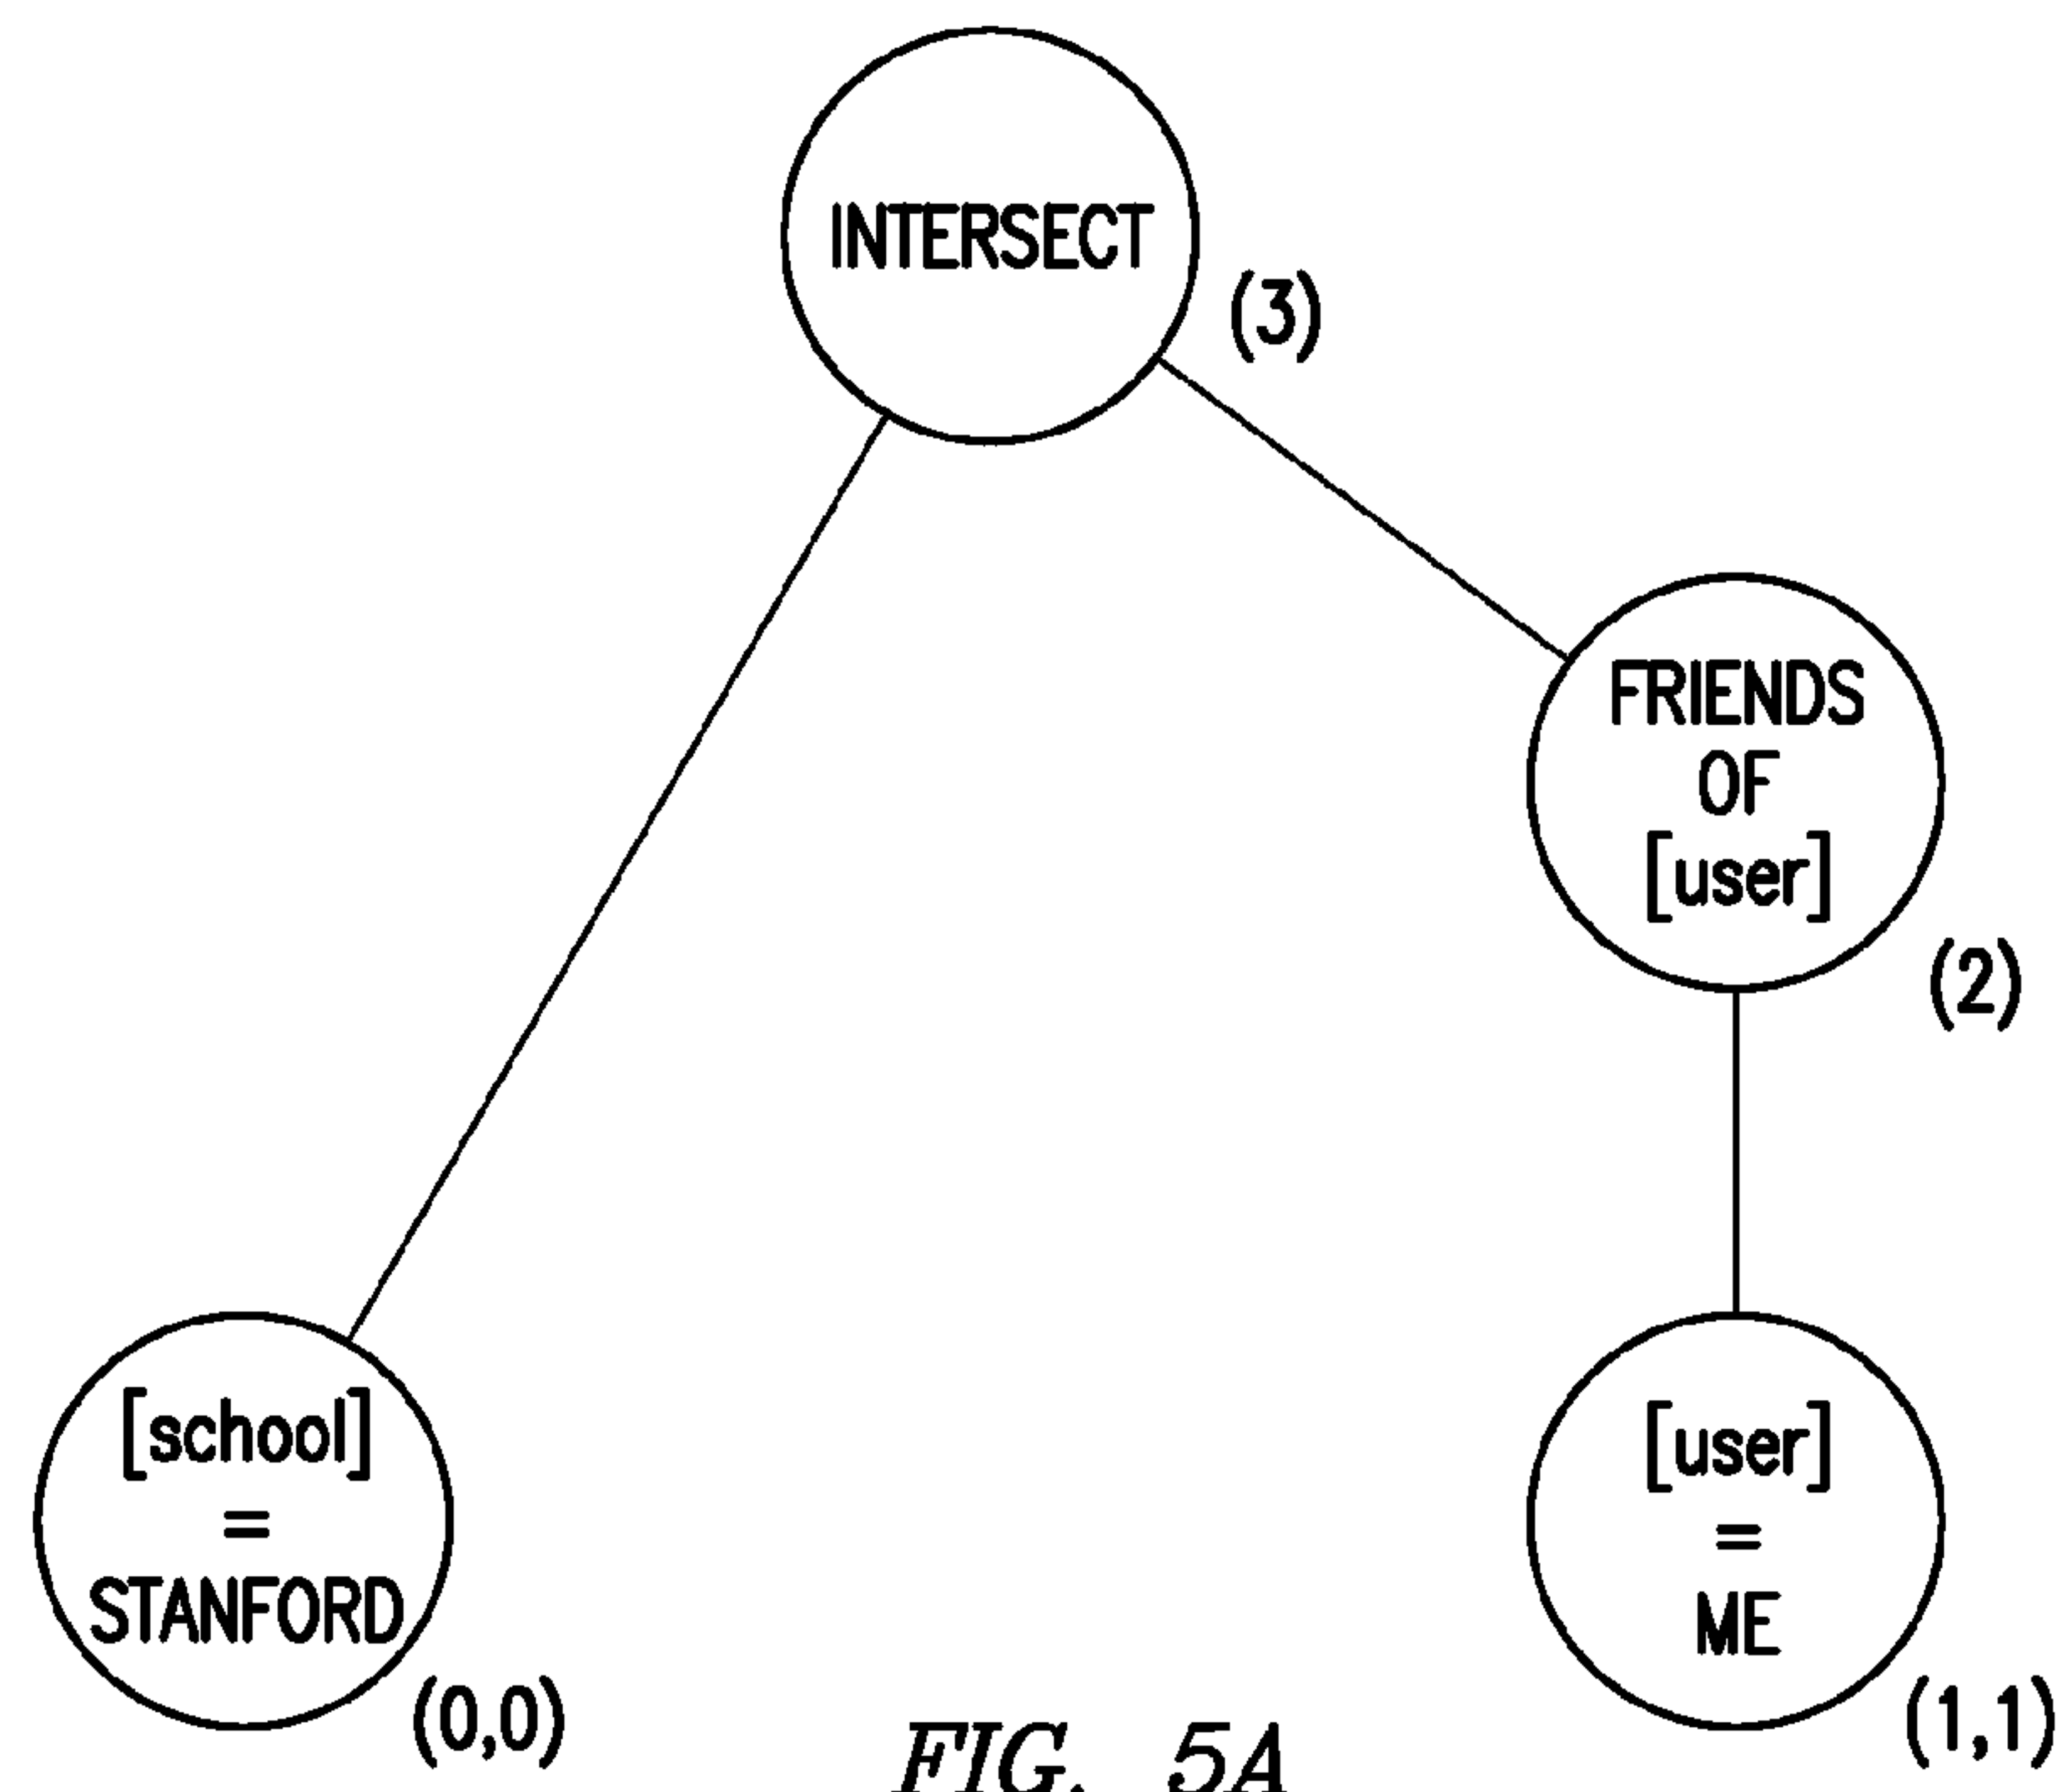 INTERSECT
(3)
FRIENDS
OF
[user]
(2)
[school]
=
STANFORD
(0,0)
[user]
=
ME
(1,1)
FIG. 5A